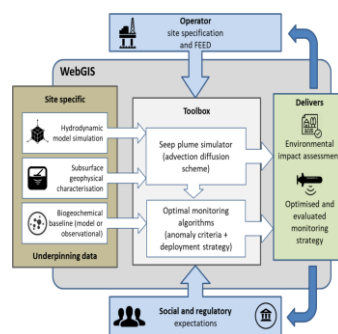 Operator
site specification
and FEED
WebGIS
Site specific
Hydrodynamic
model simulation
Subsurface
geophysical
characterisation
Biogeochemical
baseline (model or
observational)
Underpinning data
Toolbox
Seep plume simulator
(advection diffusion
scheme)
Optimal monitoring
algorithms
(anomaly criteria +
deployment strategy)
Delivers
Environmental
impact assessment
Optimised and
evaluated
monitoring
strategy
Social and regulatory
expectations